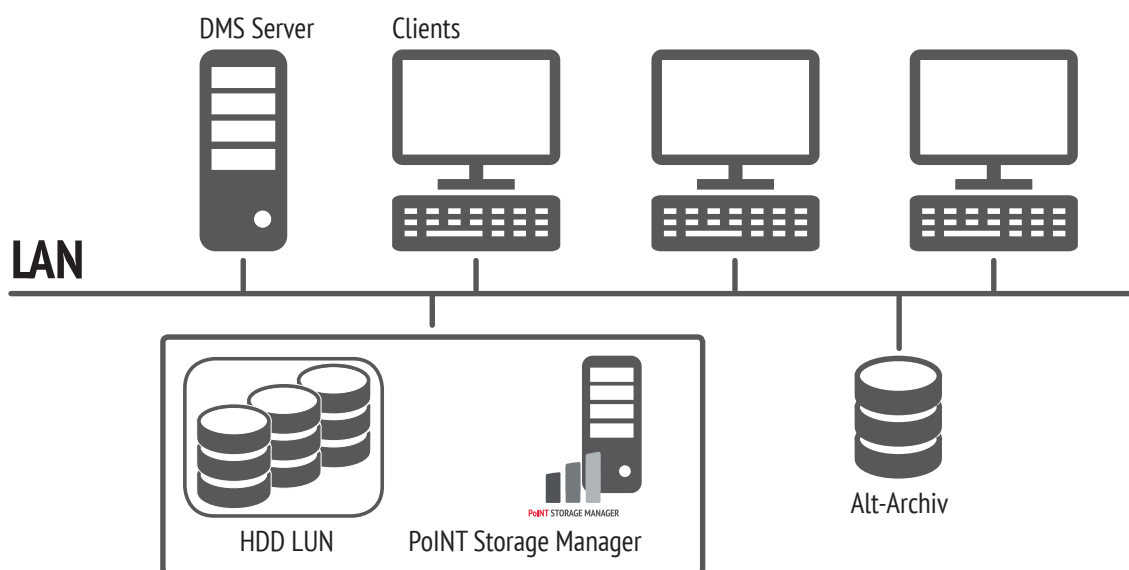 DMS Server
Clients
LAN
PoINT STORAGE MANAGER
HDD LUN
PoINT Storage Manager
Alt-Archiv